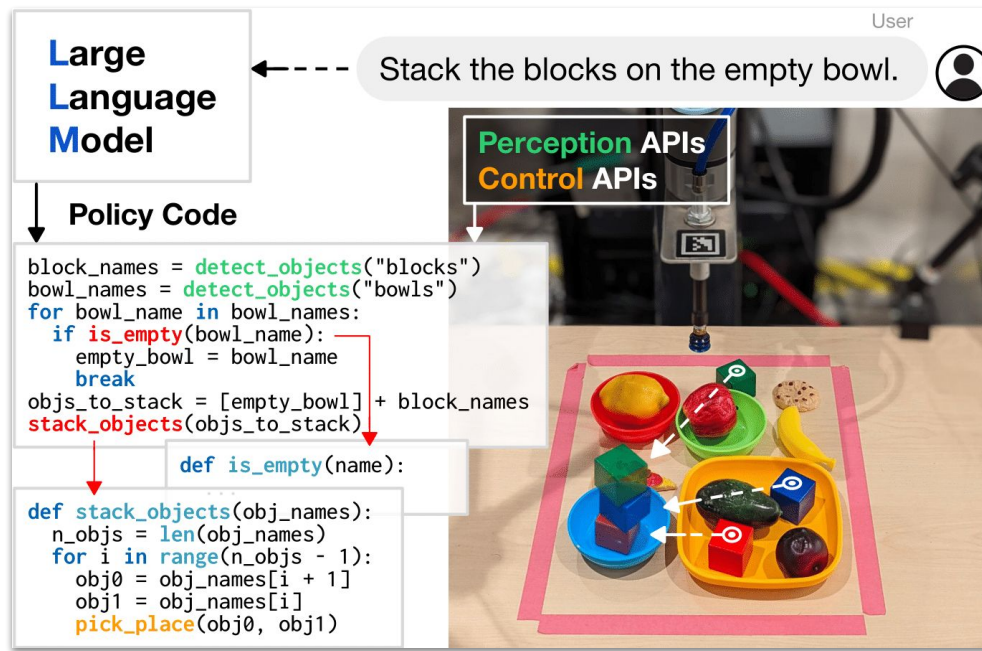 User
Stack the blocks on the empty bowl.
Large
Language
Model
Perception APIs
Control APIs
Policy Code
block_names = detect_objects("blocks")
bowl_names = detect_objects("bowls")
for bowl_name in bowl_names:
  if is_empty(bowl_name):
    empty_bowl = bowl_name
    break
objs_to_stack = [empty_bowl] + block_names
stack_objects(objs_to_stack)
def is_empty(name):
  ...
def stack_objects(obj_names):
  n_objs = len(obj_names)
  for i in range(n_objs - 1):
    obj0 = obj_names[i + 1]
    obj1 = obj_names[i]
    pick_place(obj0, obj1)